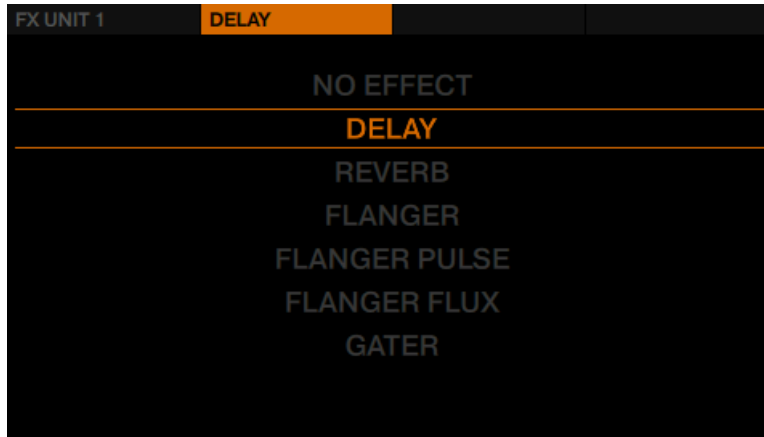 FX UNIT 1 DELAY
NO EFFECT
DELAY
REVERB
FLANGER
FLANGER PULSE
FLANGER FLUX
GATER